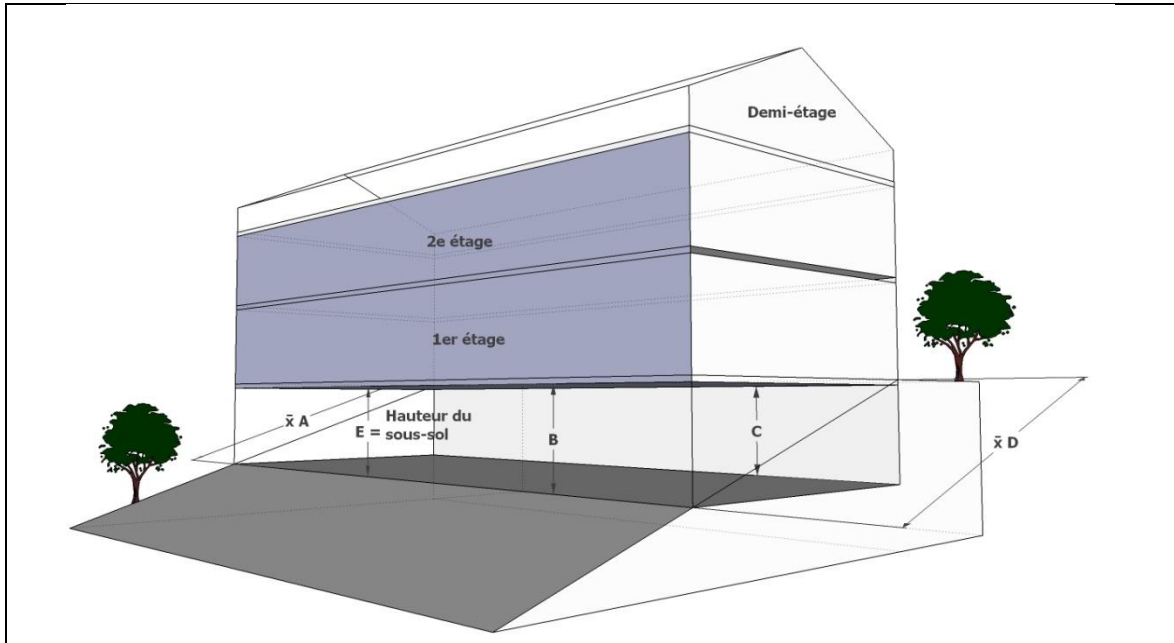 Demi-étage
2e étage
1er étage
x̄ A
E = Hauteur du
sous-sol
B
C
x̄ D